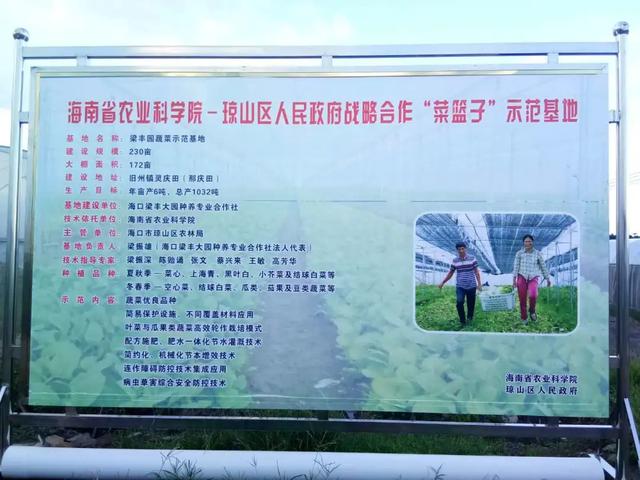 海南省农业科学院－琼山区人民政府战略合作“菜篮子”示范基地
基地名称：梁丰园蔬菜示范基地
建设规模：230亩
大棚面积：172亩
建设地址：旧州镇灵庆田（那庆田）
生产目标：年亩产6吨、总产1032吨
基地建设单位：海口梁丰大园种养专业合作社
技术依托单位：海南省农业科学院
主管单位：海口市琼山区农林局
基地负责人：梁振雄（海口梁丰大园种养专业合作社法人代表）
技术指导专家：梁振深 陈贻诵 张文 蔡兴来 王敏 高芳华
种植品种：夏秋季－菜心、上海青、黑叶白、小芥菜及结球白菜等
冬春季－空心菜、结球白菜、瓜类、茄果及豆类蔬菜等
示范内容：蔬菜优良品种
简易保护设施、不同覆盖材料应用
叶菜与瓜果类蔬菜高效轮作栽培模式
配方施肥、肥水一体化节水灌溉技术
简约化、机械化节本增效技术
连作障碍防控技术集成应用
病虫草害综合安全防控技术
海南省农业科学院
琼山区人民政府